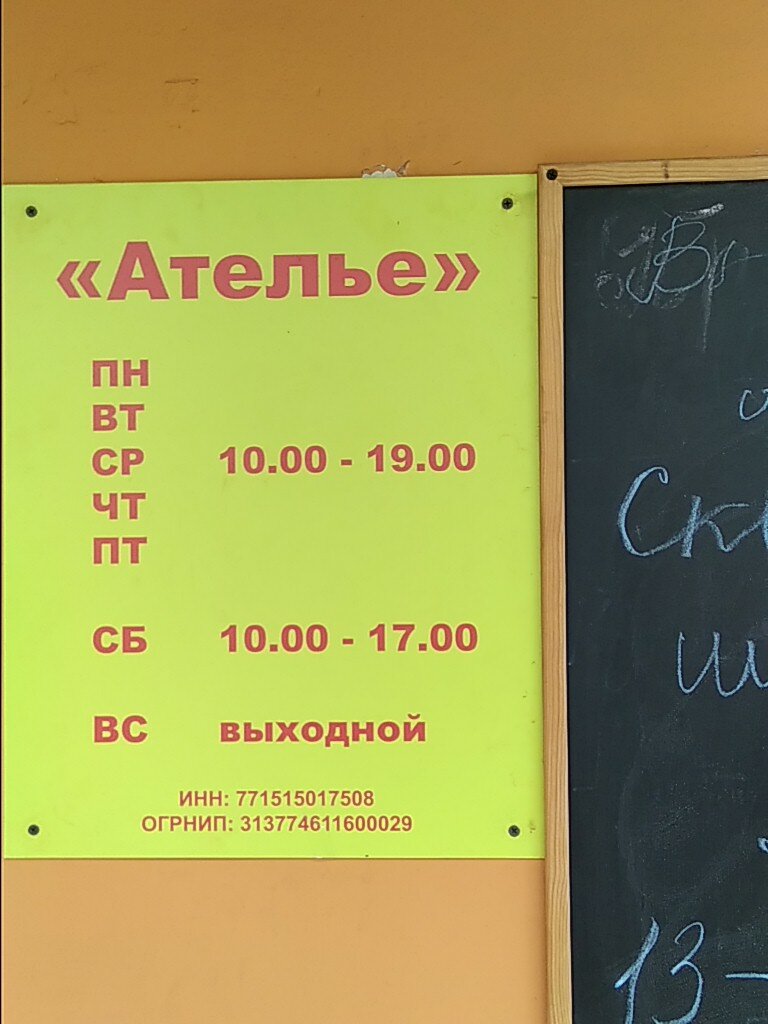 «Ателье»
ПН
ВТ
СР 10.00 - 19.00
ЧТ
ПТ
СБ 10.00 - 17.00
ВС выходной
ИНН: 771515017508
ОГРНИП: 313774611600029
13-